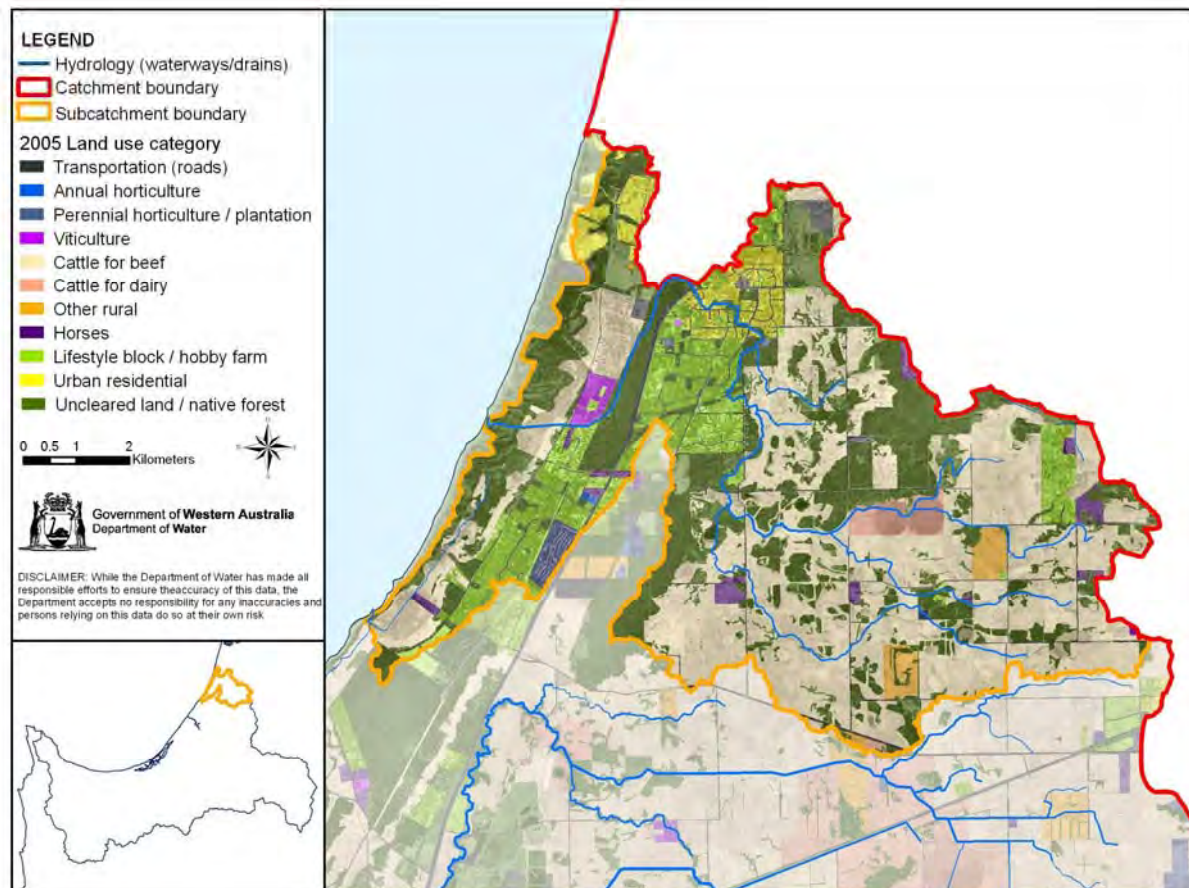 LEGEND
Hydrology (waterways/drains)
Catchment boundary
Subcatchment boundary
2005 Land use category
Transportation (roads)
Annual horticulture
Perennial horticulture / plantation
Viticulture
Cattle for beef
Cattle for dairy
Other rural
Horses
Lifestyle block / hobby farm
Urban residential
Uncleared land / native forest
0 0.5 1 2
Kilometers
Government of Western Australia
Department of Water
DISCLAIMER: While the Department of Water has made all
responsible efforts to ensure theaccuracy of this data, the
Department accepts no responsibility for any inaccuracies and
persons relying on this data do so at their own risk